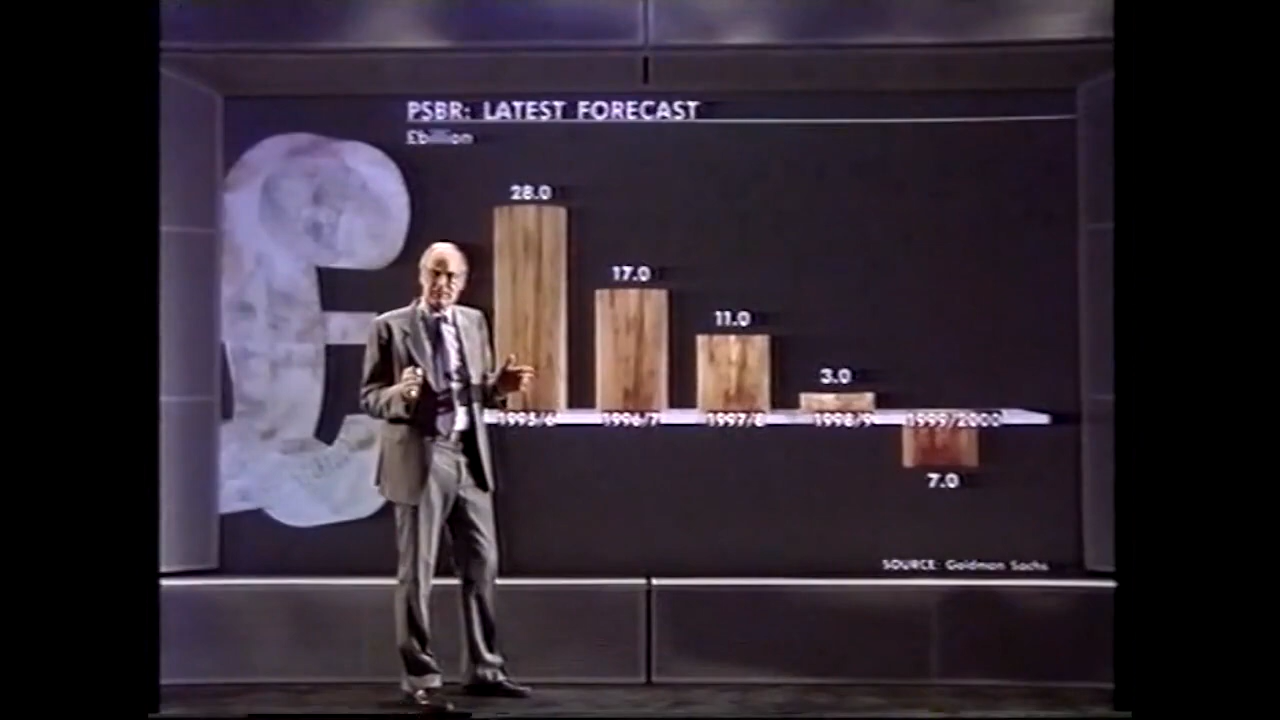 PSBR: LATEST FORECAST
£billion
28.0
17.0
11.0
3.0
1995/6 1996/7 1997/8 1998/9 1999/2000
7.0
SOURCE: Goldman Sachs